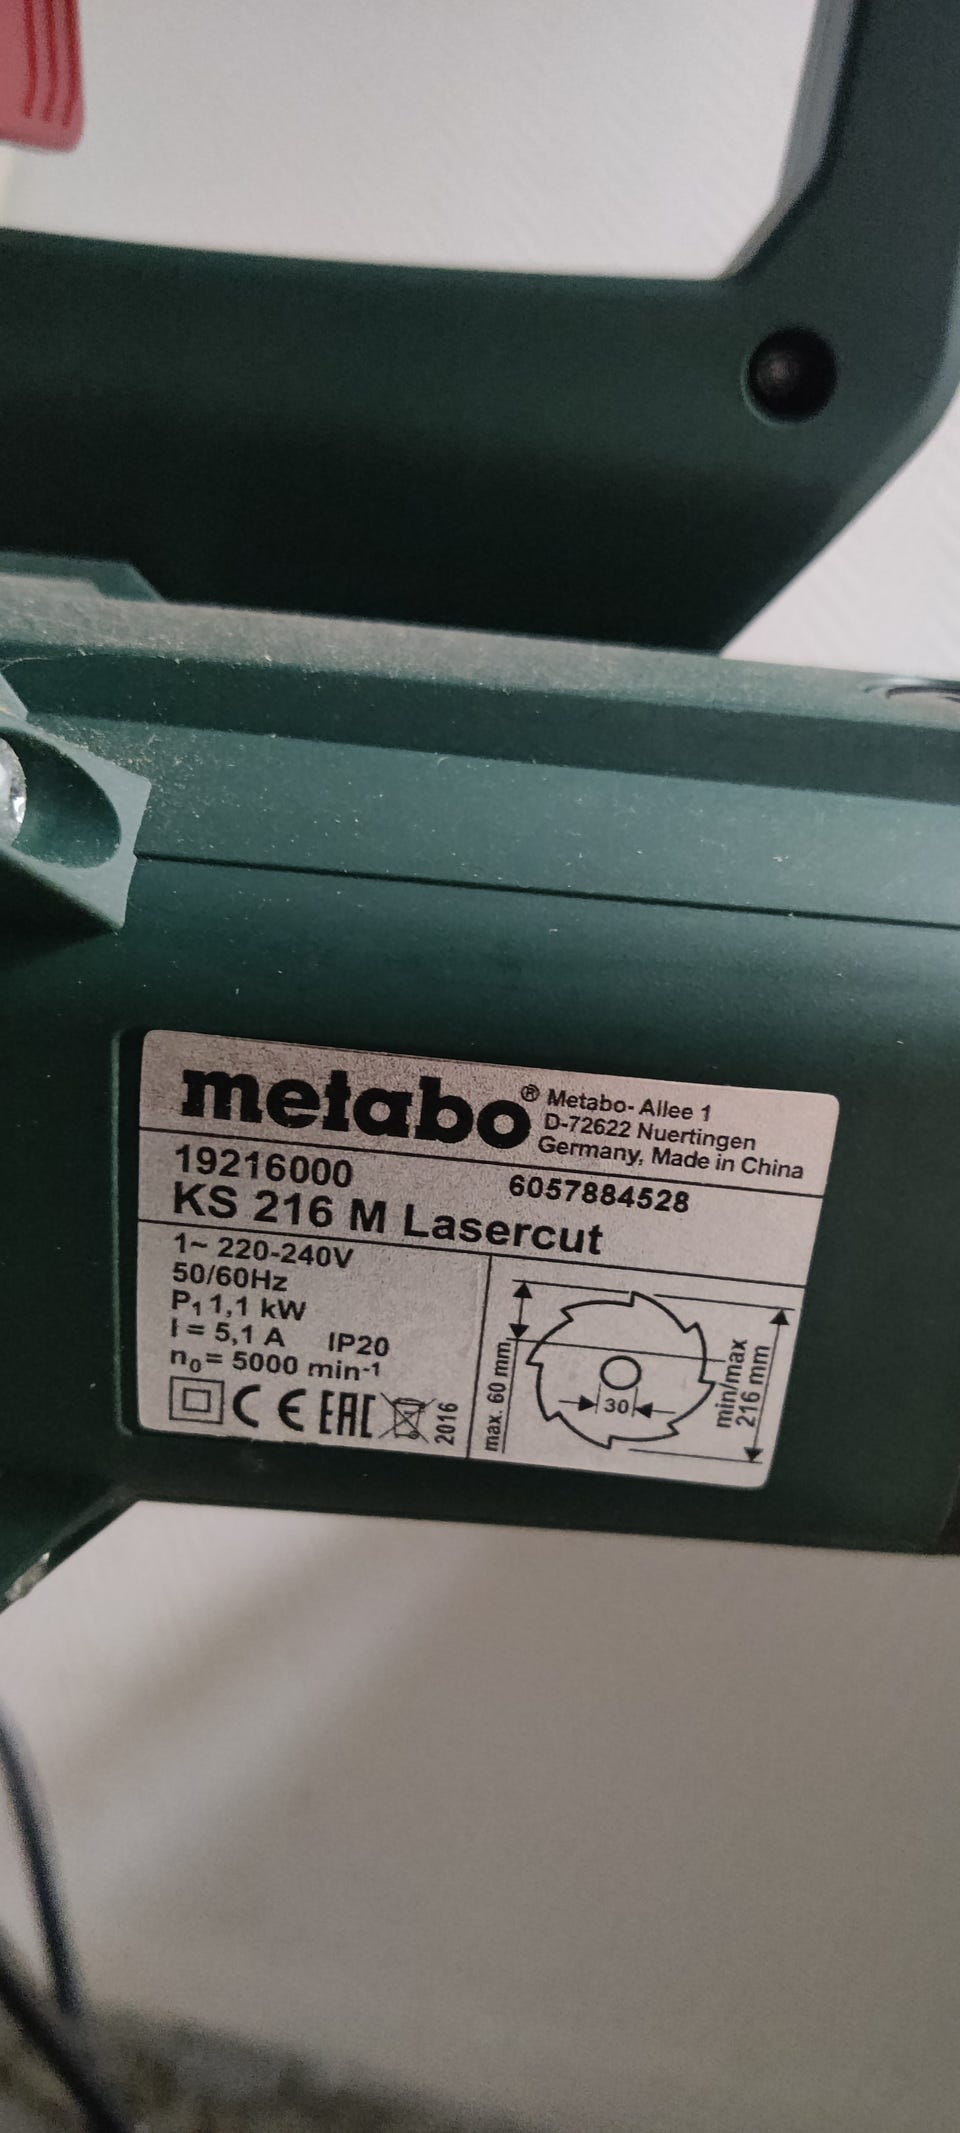 metabo® Metabo-Allee 1
D-72622 Nuertingen
Germany, Made in China
19216000 6057884528
KS 216 M Lasercut
1~ 220-240V
50/60Hz
P₁ 1,1 kW
I = 5,1 A IP20
n₀= 5000 min-1
CE EAC 2016
max. 60 mm
30
min/max
216 mm